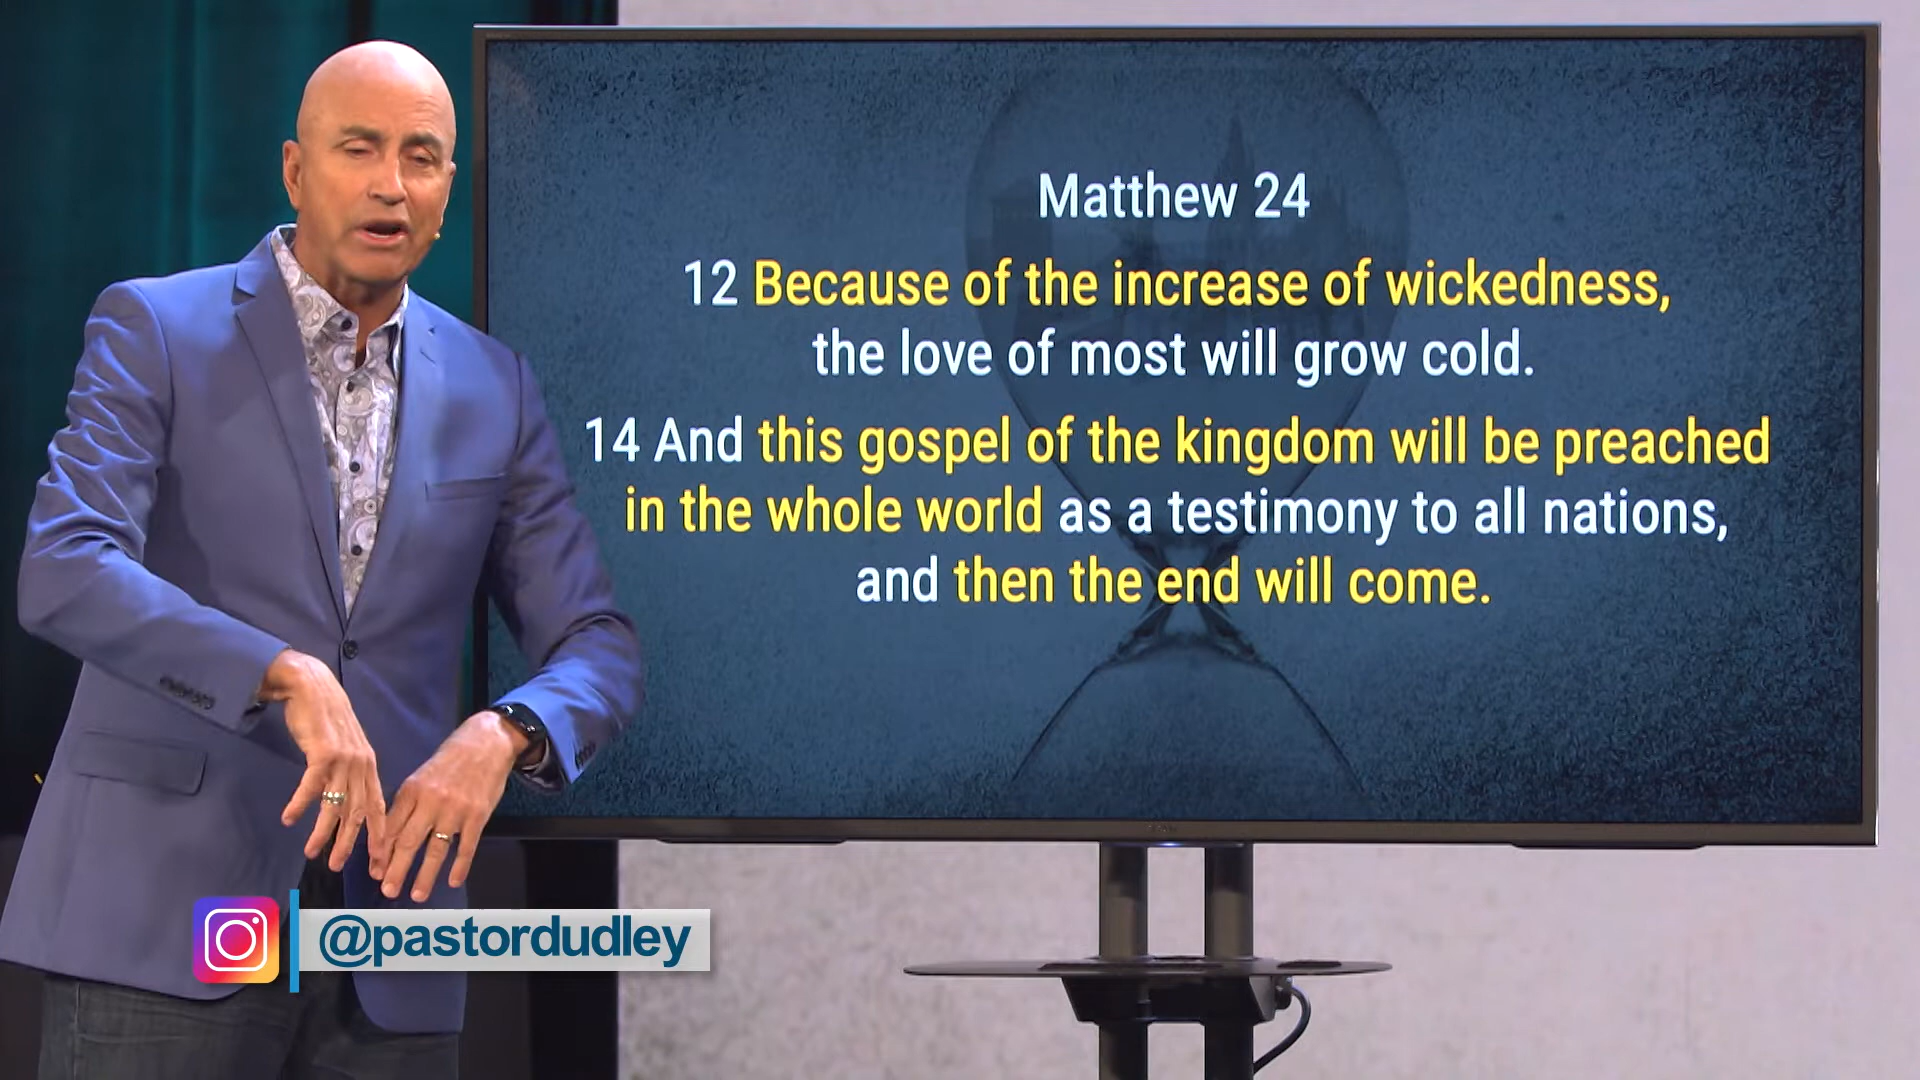 Matthew 24
12 Because of the increase of wickedness,
the love of most will grow cold.
14 And this gospel of the kingdom will be preached
in the whole world as a testimony to all nations,
and then the end will come.
@pastordudley